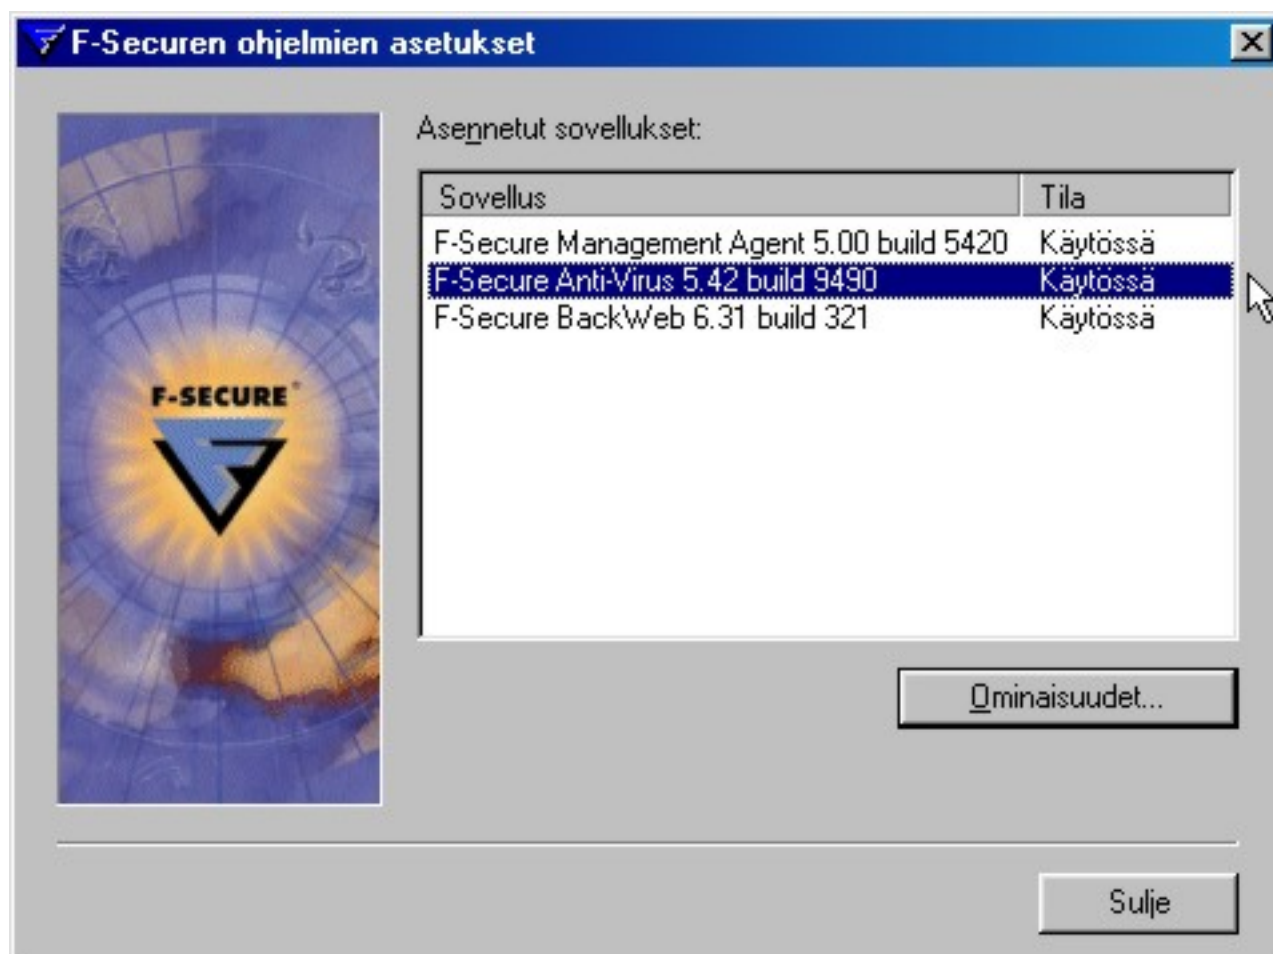 F-Securen ohjelmien asetukset
Asennetut sovellukset:
Sovellus Tila
F-Secure Management Agent 5.00 build 5420 Käytössä
F-Secure Anti-Virus 5.42 build 9490 Käytössä
F-Secure BackWeb 6.31 build 321 Käytössä
F-SECURE®
Ominaisuudet...
Sulje